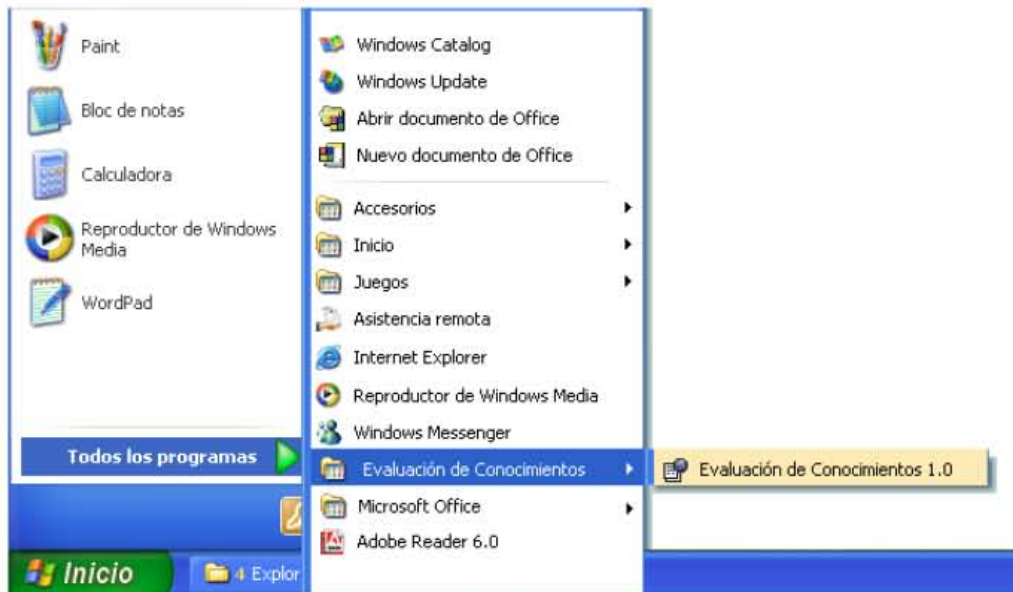 Paint
Bloc de notas
Calculadora
Reproductor de Windows
Media
WordPad
Todos los programas
Windows Catalog
Windows Update
Abrir documento de Office
Nuevo documento de Office
Accesorios
Inicio
Juegos
Asistencia remota
Internet Explorer
Reproductor de Windows Media
Windows Messenger
Evaluación de Conocimientos
Evaluación de Conocimientos 1.0
Microsoft Office
Adobe Reader 6.0
Inicio
4 Explor